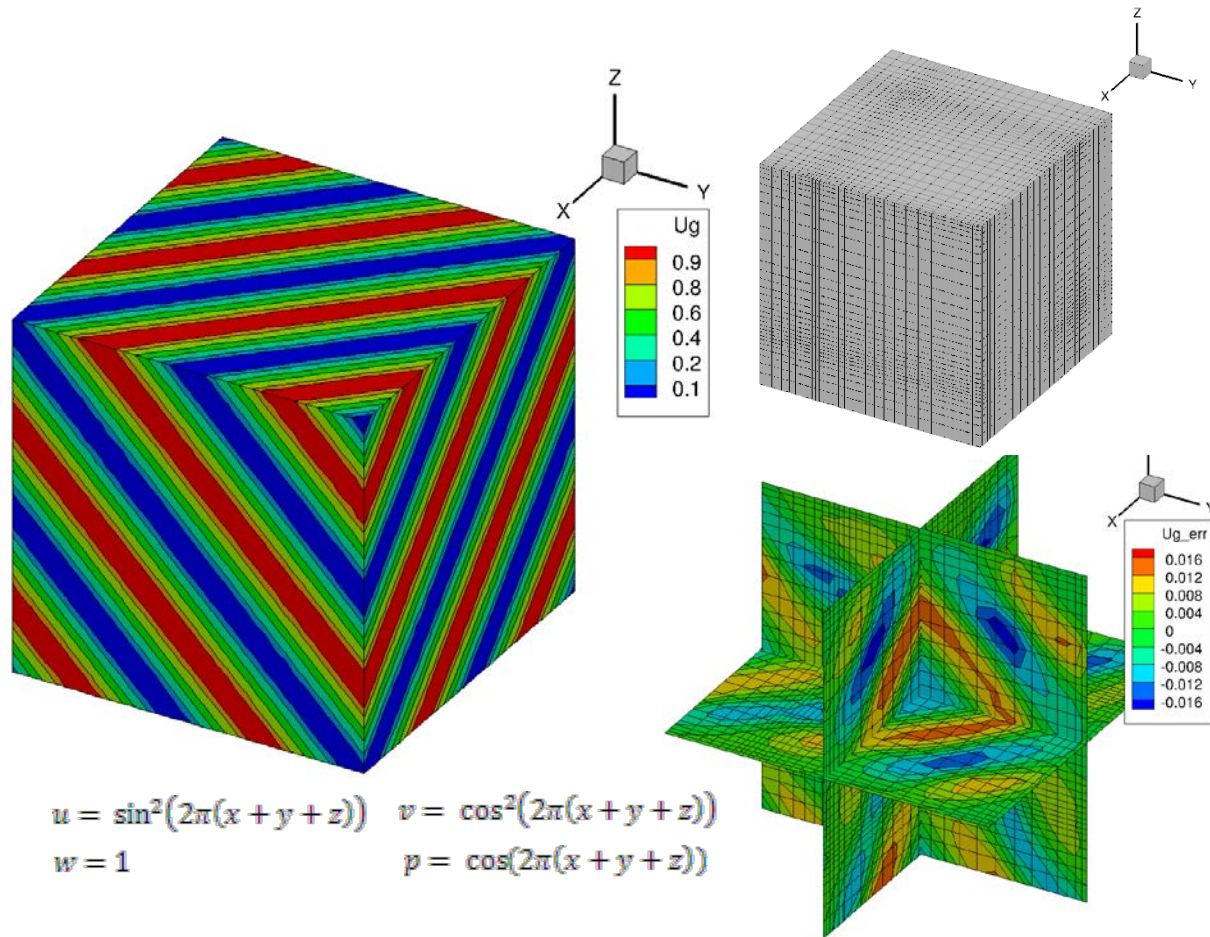 Z
X
Y
Ug
0.9
0.8
0.6
0.4
0.2
0.1
Z
X
Y
X
Y
Ug_err
0.016
0.012
0.008
0.004
0
-0.004
-0.008
-0.012
-0.016
u = sin²(2π(x + y + z)) v = cos²(2π(x + y + z))
w = 1 p = cos(2π(x + y + z))